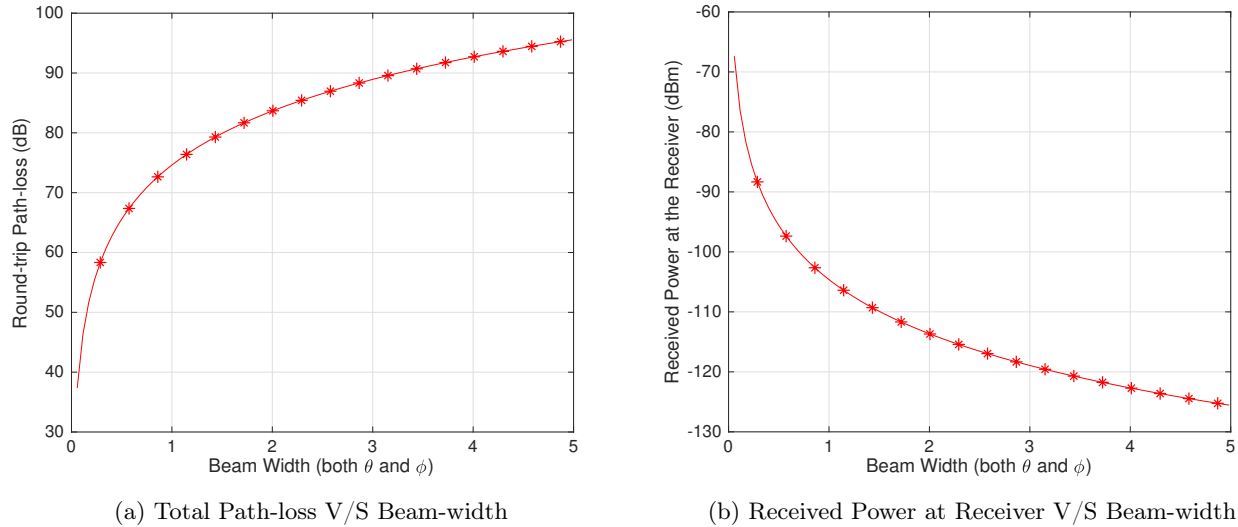 100
90
80
70
60
50
40
30
Round-trip Path-loss (dB)
0 1 2 3 4 5
Beam Width (both θ and ϕ)
(a) Total Path-loss V/S Beam-width
-60
-70
-80
-90
-100
-110
-120
-130
Received Power at the Receiver (dBm)
0 1 2 3 4 5
Beam Width (both θ and ϕ)
(b) Received Power at Receiver V/S Beam-width